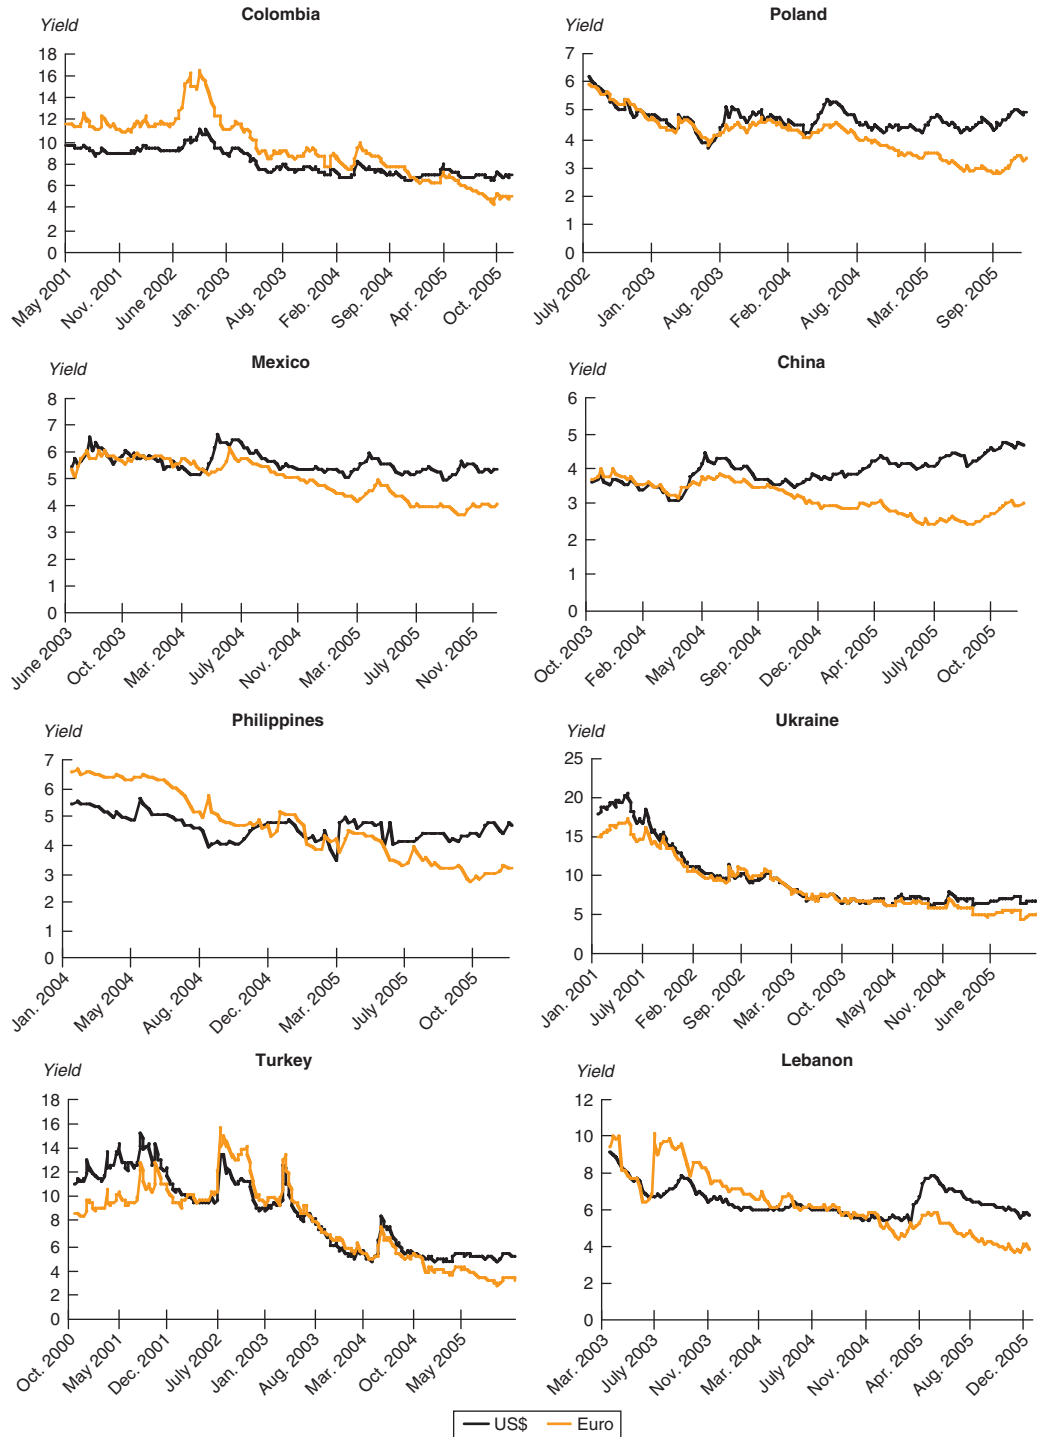 Colombia
Yield
18
16
14
12
10
8
6
4
2
0
May 2001
Nov. 2001
June 2002
Jan. 2003
Aug. 2003
Feb. 2004
Sep. 2004
Apr. 2005
Oct. 2005
Poland
Yield
7
6
5
4
3
2
1
0
July 2002
Jan. 2003
Aug. 2003
Feb. 2004
Aug. 2004
Mar. 2005
Sep. 2005
Mexico
Yield
8
7
6
5
4
3
2
1
0
June 2003
Oct. 2003
Mar. 2004
July 2004
Nov. 2004
Mar. 2005
July 2005
Nov. 2005
China
Yield
6
5
4
3
2
1
0
Oct. 2003
Feb. 2004
May 2004
Sep. 2004
Dec. 2004
Apr. 2005
July 2005
Oct. 2005
Philippines
Yield
7
6
5
4
3
2
1
0
Jan. 2004
May 2004
Aug. 2004
Dec. 2004
Mar. 2005
July 2005
Oct. 2005
Ukraine
Yield
25
20
15
10
5
0
Jan. 2001
July 2001
Feb. 2002
Sep. 2002
Mar. 2003
Oct. 2003
May 2004
Nov. 2004
June 2005
Turkey
Yield
18
16
14
12
10
8
6
4
2
0
Oct. 2000
May 2001
Dec. 2001
July 2002
Jan. 2003
Aug. 2003
Mar. 2004
Oct. 2004
May 2005
Lebanon
Yield
12
10
8
6
4
2
0
Mar. 2003
July 2003
Nov. 2003
Mar. 2004
July 2004
Nov. 2004
Apr. 2005
Aug. 2005
Dec. 2005
US$ Euro